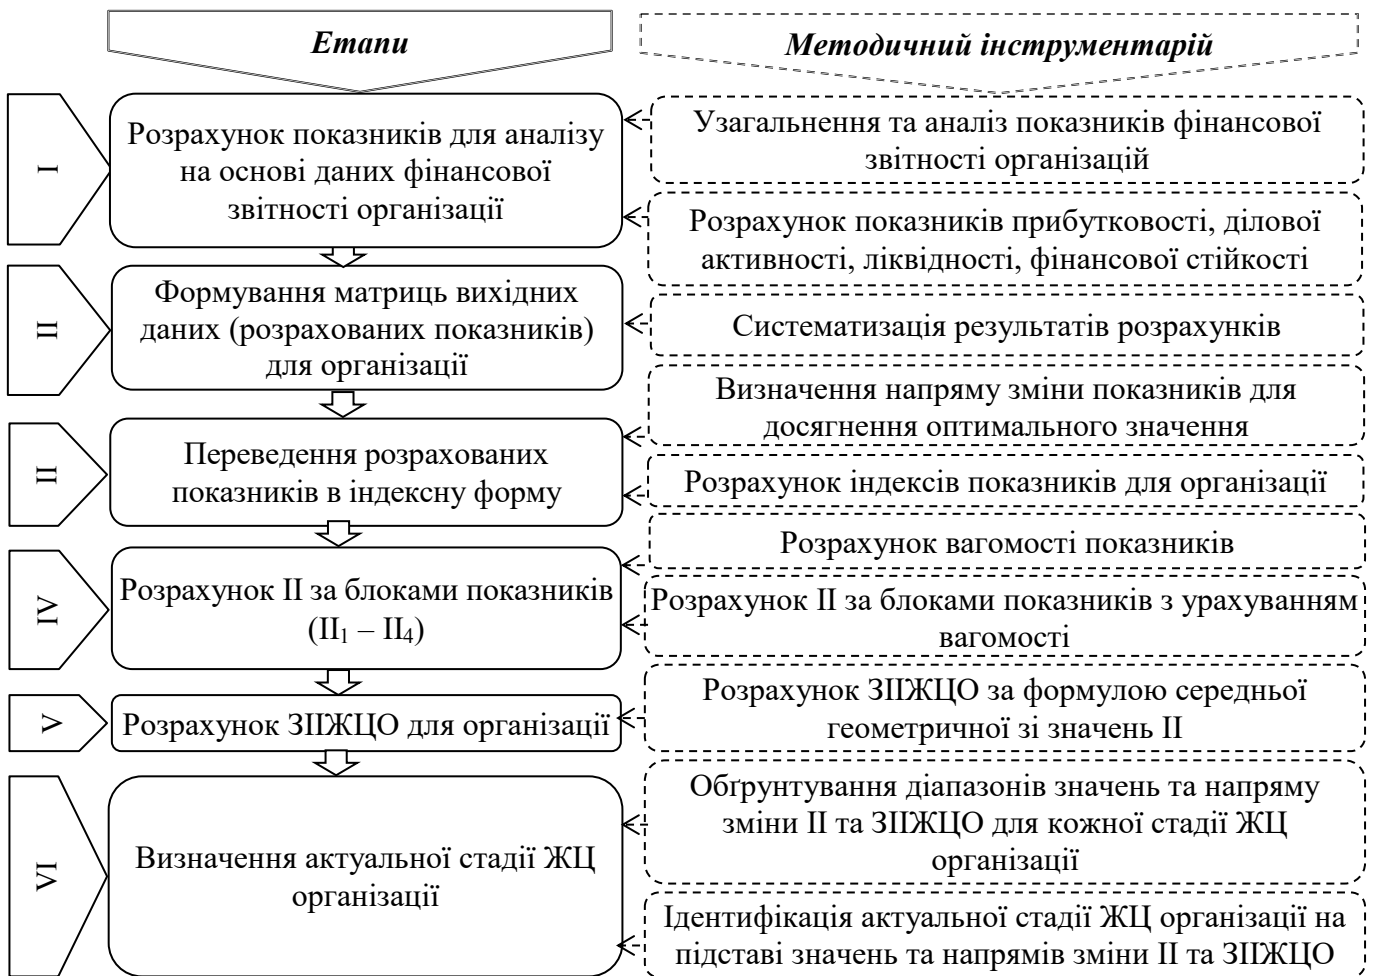 Етапи
Методичний інструментарій
I
Розрахунок показників для аналізу
на основі даних фінансової
звітності організації
Узагальнення та аналіз показників фінансової
звітності організацій
Розрахунок показників прибутковості, ділової
активності, ліквідності, фінансової стійкості
II
Формування матриць вихідних
даних (розрахованих показників)
для організації
Систематизація результатів розрахунків
II
Переведення розрахованих
показників в індексну форму
Визначення напряму зміни показників для
досягнення оптимального значення
Розрахунок індексів показників для організації
IV
Розрахунок ІІ за блоками показників
(ІІ₁ – ІІ₄)
Розрахунок вагомості показників
Розрахунок ІІ за блоками показників з урахуванням
вагомості
V
Розрахунок ЗІІЖЦО для організації
Розрахунок ЗІІЖЦО за формулою середньої
геометричної зі значень ІІ
VI
Визначення актуальної стадії ЖЦ
організації
Обґрунтування діапазонів значень та напряму
зміни ІІ та ЗІІЖЦО для кожної стадії ЖЦ
організації
Ідентифікація актуальної стадії ЖЦ організації на
підставі значень та напрямів зміни ІІ та ЗІІЖЦО